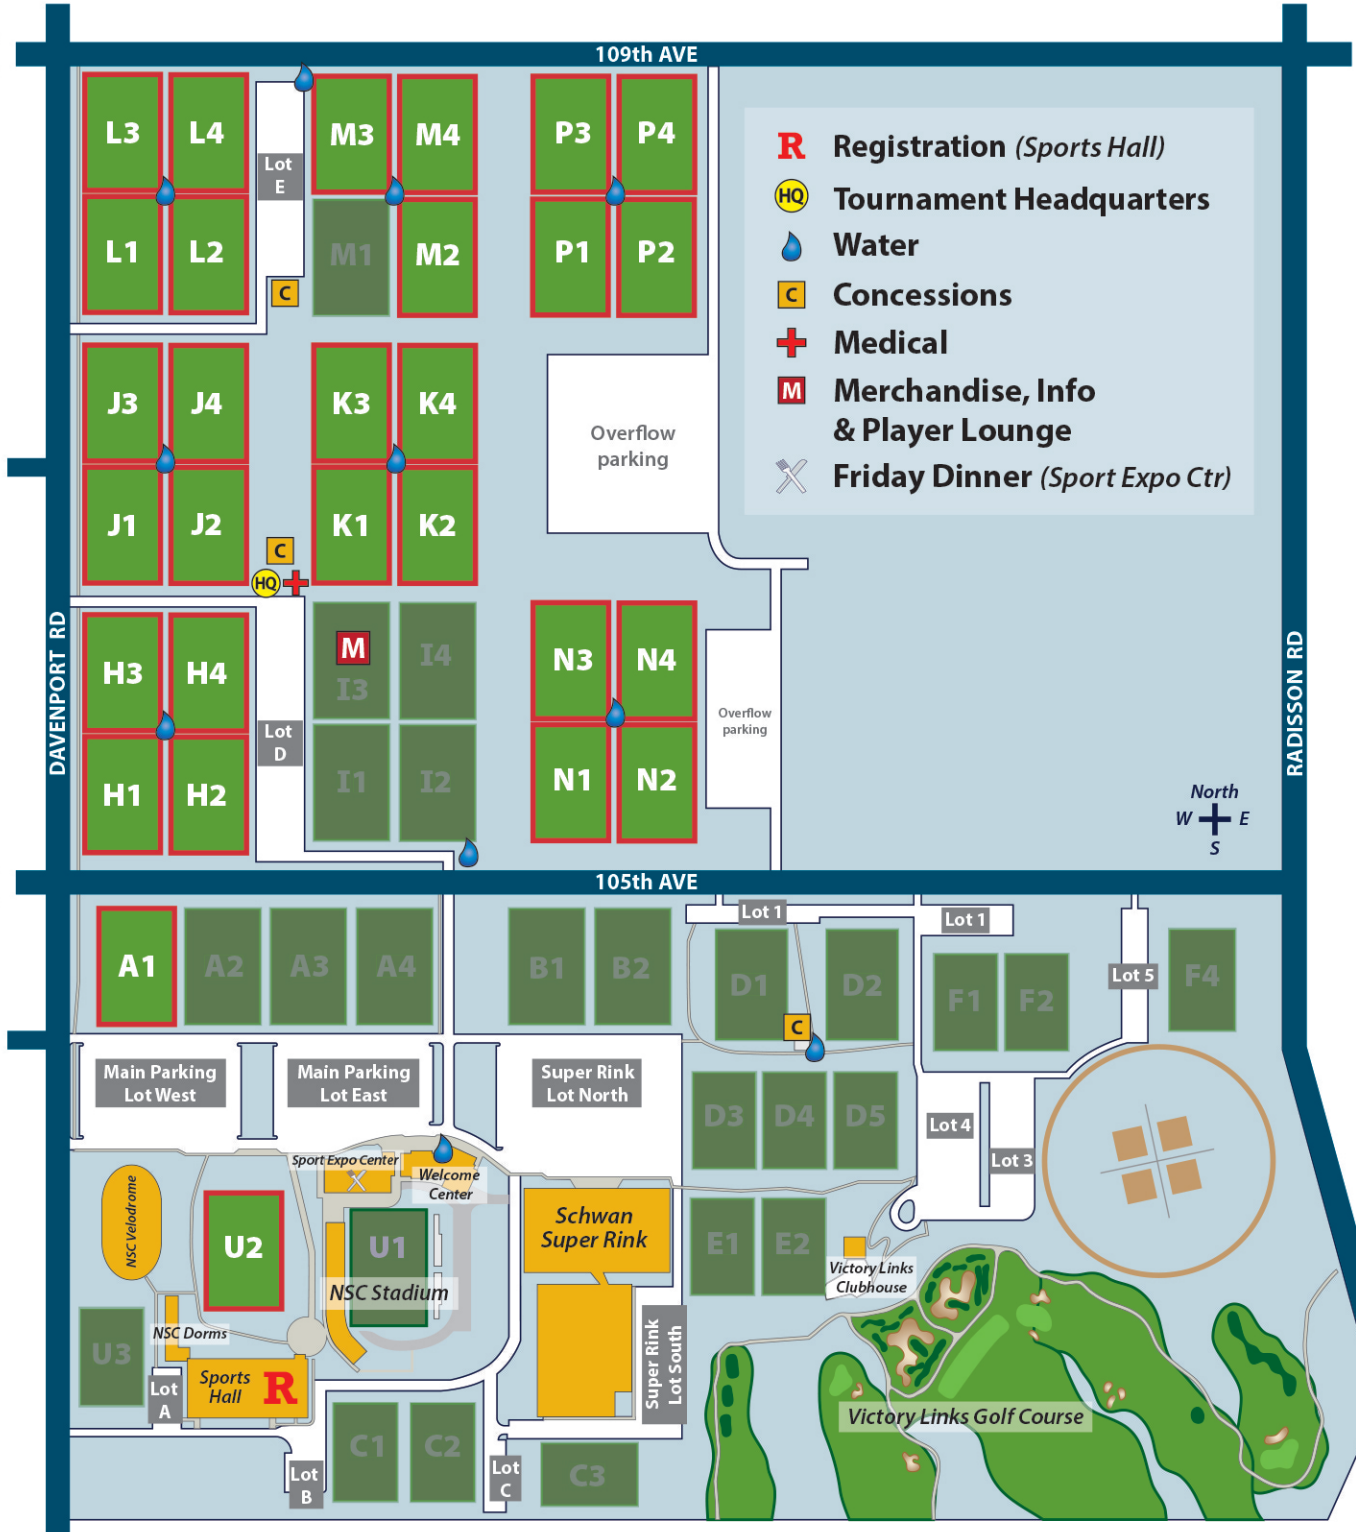 109th AVE
L3
L4
L1
L2
Lot
E
M3
M4
M1
M2
P3
P4
P1
P2
C
R
Registration (Sports Hall)
HQ
Tournament Headquarters
Water
C
Concessions
Medical
M
Merchandise, Info
& Player Lounge
Friday Dinner (Sport Expo Ctr)
J3
J4
J1
J2
K3
K4
K1
K2
Overflow
parking
C
HQ
DAVENPORT RD
RADISSON RD
H3
H4
H1
H2
Lot
D
M
I3
I4
I1
I2
N3
N4
N1
N2
Overflow
parking
North
W
E
S
105th AVE
A1
A2
A3
A4
B1
B2
Lot 1
Lot 1
D1
D2
C
F1
F2
Lot 5
F4
Main Parking
Lot West
Main Parking
Lot East
Super Rink
Lot North
D3
D4
D5
Lot 4
Lot 3
Sport Expo Center
Welcome
Center
NSC Velodrome
U2
U1
NSC Stadium
Schwan
Super Rink
E1
E2
Victory Links
Clubhouse
U3
NSC Dorms
Sports
Hall
R
Lot
A
Super Rink
Lot South
Victory Links Golf Course
Lot
B
C1
C2
Lot
C
C3